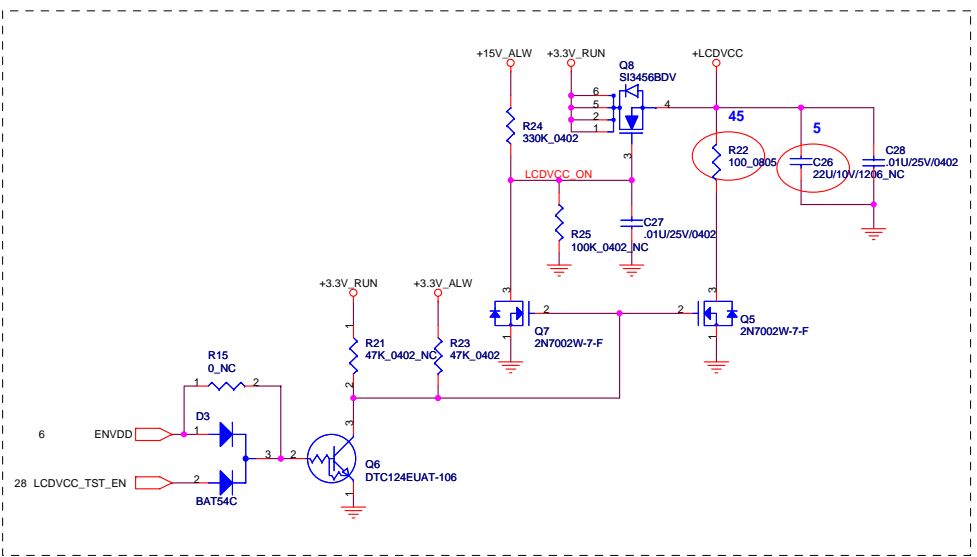 +15V_ALW
+3.3V_RUN
+LCDVCC
Q8
SI3456BDV
6
5
2
1
4
3
45
5
R24
330K_0402
R22
100_0805
C26
22U/10V/1206_NC
C28
.01U/25V/0402
LCDVCC_ON
R25
100K_0402_NC
C27
.01U/25V/0402
+3.3V_RUN
+3.3V_ALW
3
2
1
Q7
2N7002W-7-F
3
2
1
Q5
2N7002W-7-F
1
R21
47K_0402_NC
2
R23
47K_0402
R15
0_NC
1
2
D3
6
ENVDD
1
3
2
3
Q6
DTC124EUAT-106
1
28
LCDVCC_TST_EN
2
BAT54C